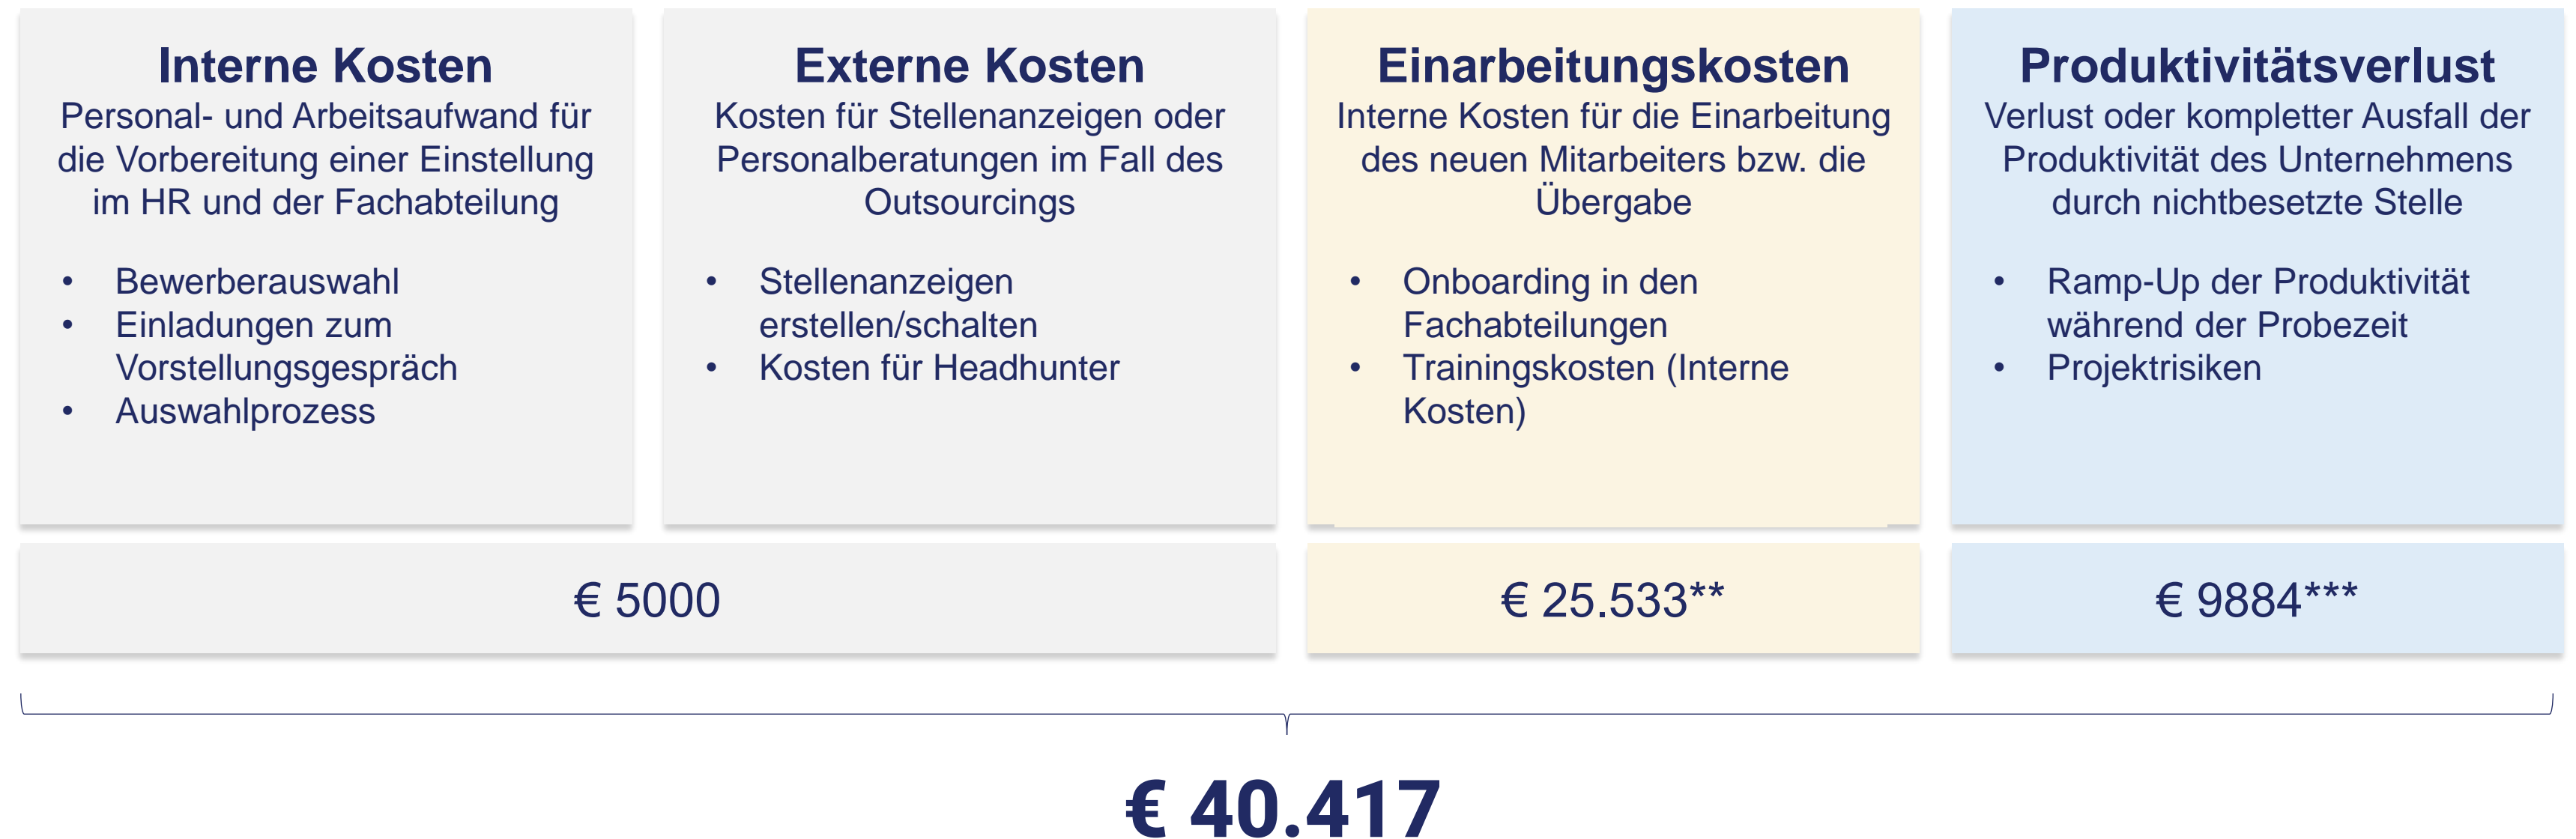 Interne Kosten
Personal- und Arbeitsaufwand für
die Vorbereitung einer Einstellung
im HR und der Fachabteilung
• Bewerberauswahl
• Einladungen zum
Vorstellungsgespräch
• Auswahlprozess
Externe Kosten
Kosten für Stellenanzeigen oder
Personalberatungen im Fall des
Outsourcings
• Stellenanzeigen
erstellen/schalten
• Kosten für Headhunter
Einarbeitungskosten
Interne Kosten für die Einarbeitung
des neuen Mitarbeiters bzw. die
Übergabe
• Onboarding in den
Fachabteilungen
• Trainingskosten (Interne
Kosten)
Produktivitätsverlust
Verlust oder kompletter Ausfall der
Produktivität des Unternehmens
durch nichtbesetzte Stelle
• Ramp-Up der Produktivität
während der Probezeit
• Projektrisiken
€ 5000
€ 25.533**
€ 9884***
€ 40.417